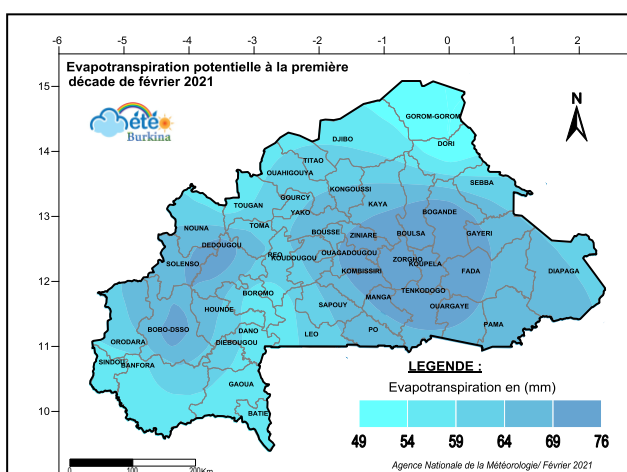 -6 -5 -4 -3 -2 -1 0 1 2
Evapotranspiration potentielle à la première
décade de février 2021
météo
Burkina
N
15
14
13
12
11
10
GOROM-GOROM
DORI
DJIBO
TITAO
OUAHIGOUYA
SEBBA
KONGOUSSI
GOURCY
KAYA
TOUGAN
YAKO
BOGANDE
NOUNA
TOMA
BOUSSE
ZINIARE
BOULSA
GAYERI
DEDOUGOU
REO
KOUDOUGOU
OUAGADOUGOU
ZORGHO
KOUPELA
SOLENSO
KOMBISSIRI
FADA
DIAPAGA
BOROMO
TENKODOGO
MANGA
SAPOUY
OUARGAYE
HOUNDE
BOBO-DSSO
DANO
LEO
PO
PAMA
ORODARA
DIEBOUGOU
SINDOU
BANFORA
GAOUA
BATIE
LEGENDE :
Evapotranspiration en (mm)
49 54 59 64 69 76
0 100 200Km
Agence Nationale de la Météorologie/ Février 2021